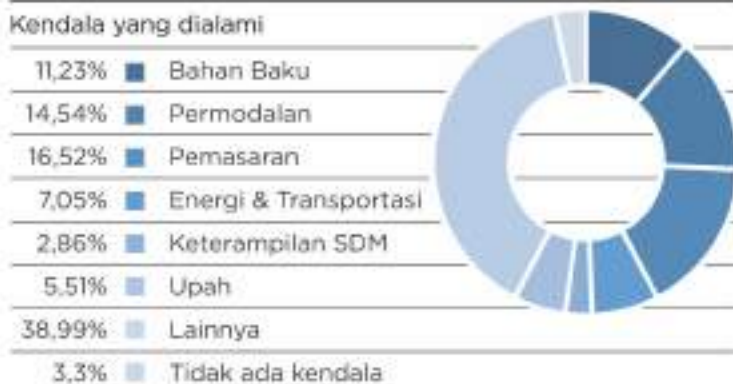 Kendala yang dialami
11,23% Bahan Baku
14,54% Permodalan
16,52% Pemasaran
7,05% Energi & Transportasi
2,86% Keterampilan SDM
5,51% Upah
38,99% Lainnya
3,3% Tidak ada kendala